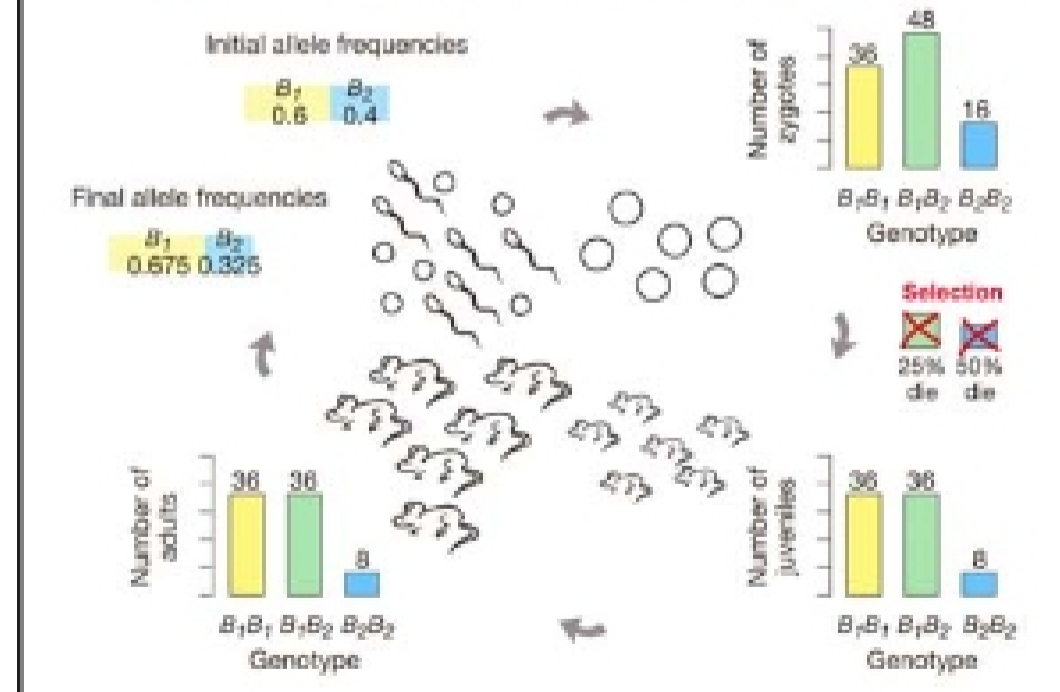 Initial allele frequencies
B1 B2
0.6 0.4
Final allele frequencies
B1 B2
0.675 0.325
Number of
zygotes
36
48
16
B1B1 B1B2 B2B2
Genotype
Selection
25% 50%
die die
Number of
juveniles
36 36
8
B1B1 B1B2 B2B2
Genotype
Number of
adults
36 36
8
B1B1 B1B2 B2B2
Genotype